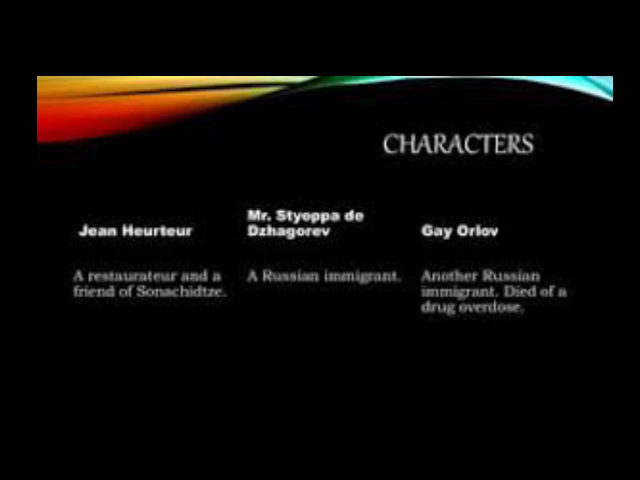 CHARACTERS
Jean Heurteur
A restaurateur and a
friend of Sonachidtze.
Mr. Styoppa de
Dzhagorev
A Russian immigrant.
Gay Orlov
Another Russian
immigrant. Died of a
drug overdose.